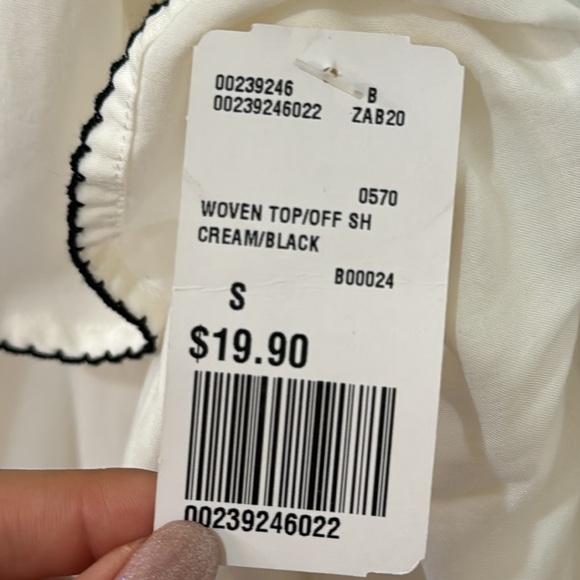 00239246 B
00239246022 ZAB20
0570
WOVEN TOP/OFF SH
CREAM/BLACK
B00024
S
$19.90
00239246022